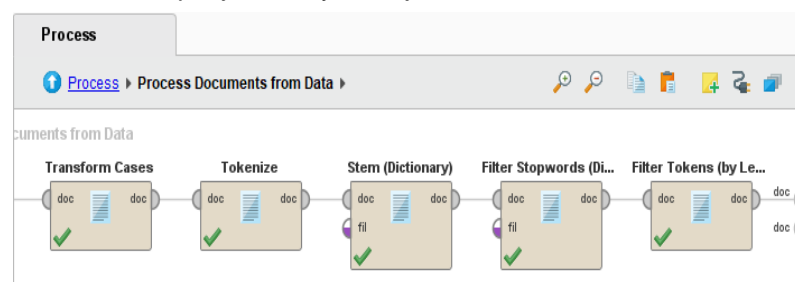 Process
Process ▸ Process Documents from Data ▸
cuments from Data
Transform Cases Tokenize Stem (Dictionary) Filter Stopwords (Di... Filter Tokens (by Le...
doc doc doc doc doc doc doc doc doc doc doc
fil fil doc